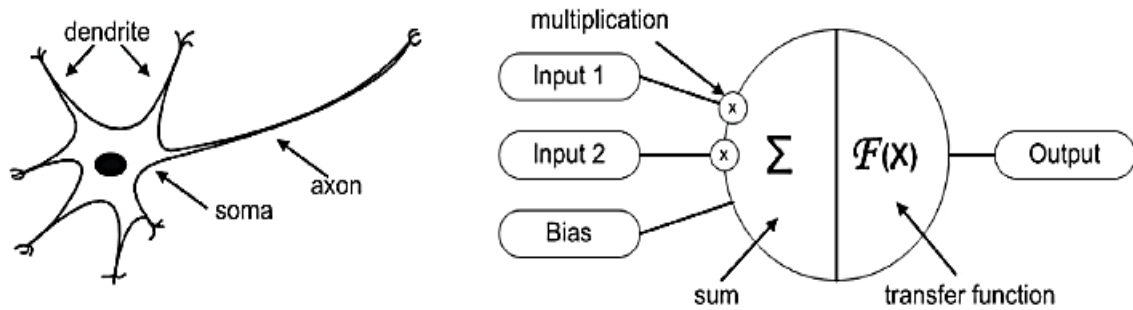 dendrite
axon
soma
multiplication
Input 1
x
Input 2
x
Σ
F(X)
Output
Bias
sum
transfer function